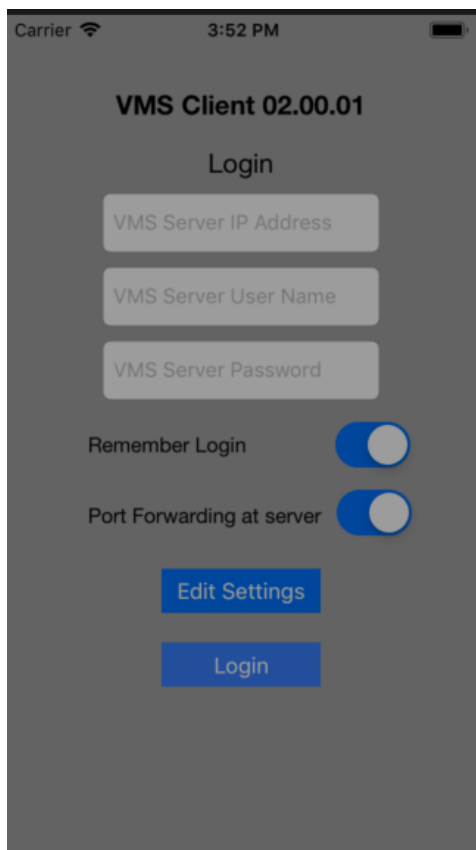 Carrier 3:52 PM
VMS Client 02.00.01
Login
VMS Server IP Address
VMS Server User Name
VMS Server Password
Remember Login
Port Forwarding at server
Edit Settings
Login